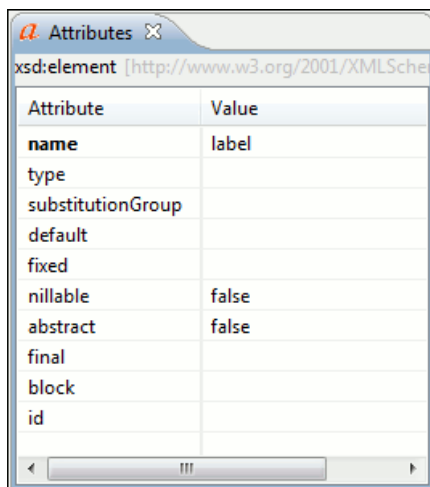 a Attributes
xsd:element [http://www.w3.org/2001/XMLSche
Attribute Value
name label
type
substitutionGroup
default
fixed
nillable false
abstract false
final
block
id